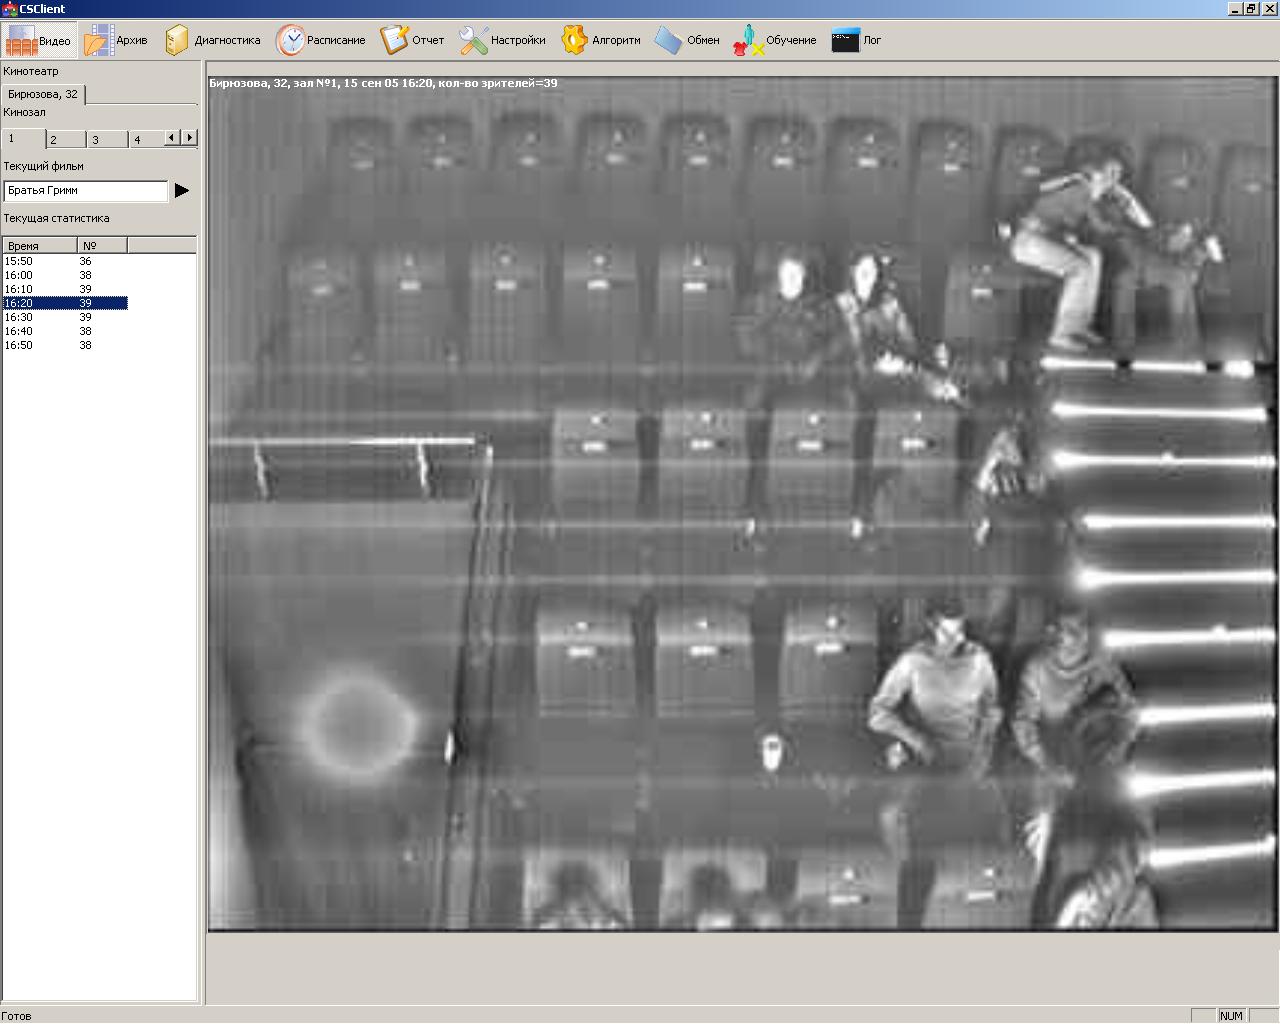 CSClient
Видео Архив Диагностика Расписание Отчет Настройки Алгоритм Обмен Обучение Лог
Кинотеатр
Бирюзова, 32
Кинозал
1 2 3 4
Текущий фильм
Братья Гримм
Текущая статистика
Время №
15:50 36
16:00 38
16:10 39
16:20 39
16:30 39
16:40 38
16:50 38
Бирюзова, 32, зал №1, 15 сен 05 16:20, кол-во зрителей=39
Готов
NUM